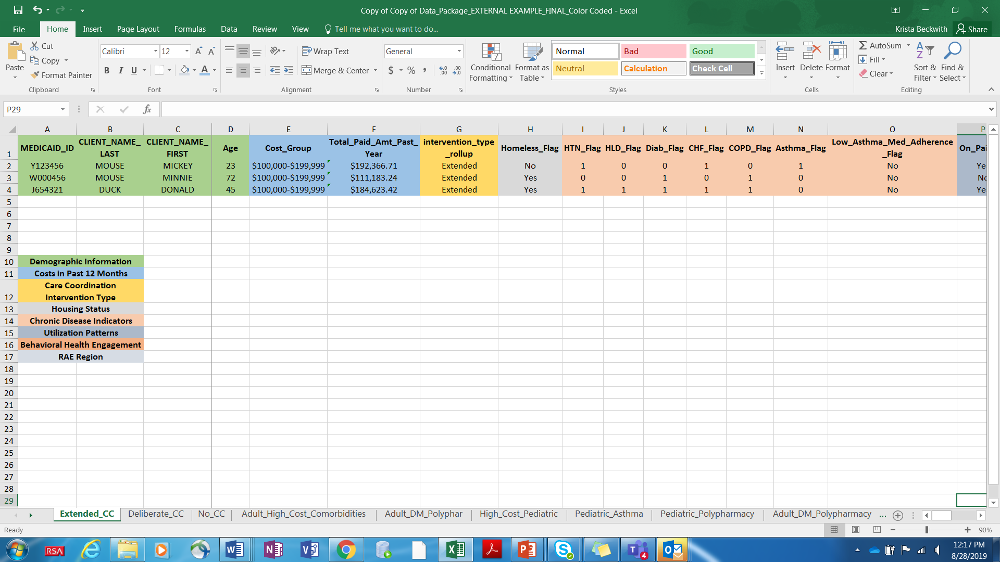 Copy of Copy of Data_Package_EXTERNAL EXAMPLE_FINAL_Color Coded - Excel
File Home Insert Page Layout Formulas Data Review View Tell me what you want to do... Krista Beckwith Share
Paste Cut Copy Format Painter
Calibri 12 B I U
Wrap Text
Merge & Center
General
$ % ,
Conditional Formatting
Format as Table
Normal Bad Good
Neutral Calculation Check Cell
Insert Delete Format
AutoSum
Fill
Clear
Sort & Filter
Find & Select
Clipboard Font Alignment Number Styles Cells Editing
P29 fx
A B C D E F G H I J K L M N O P
1 MEDICAID_ID CLIENT_NAME_LAST CLIENT_NAME_FIRST Age Cost_Group Total_Paid_Amt_Past_Year intervention_type_rollup Homeless_Flag HTN_Flag HLD_Flag Diab_Flag CHF_Flag COPD_Flag Asthma_Flag Low_Asthma_Med_Adherence_Flag On_Pai
2 Y123456 MOUSE MICKEY 23 $100,000-$199,999 $192,366.71 Extended No 1 0 0 1 0 1 No Ye
3 W000456 MOUSE MINNIE 72 $100,000-$199,999 $111,183.24 Extended Yes 0 0 1 0 1 0 No No
4 J654321 DUCK DONALD 45 $100,000-$199,999 $184,623.42 Extended Yes 1 1 1 1 1 0 No Ye
5
6
7
8
9
10 Demographic Information
11 Costs in Past 12 Months
12 Care Coordination Intervention Type
13 Housing Status
14 Chronic Disease Indicators
15 Utilization Patterns
16 Behavioral Health Engagement
17 RAE Region
18
19
20
21
22
23
24
25
26
27
28
29
Extended_CC Deliberate_CC No_CC Adult_High_Cost_Comorbidities Adult_DM_Polyphar High_Cost_Pediatric Pediatric_Asthma Pediatric_Polypharmacy Adult_DM_Polypharmacy ...
Ready 90%
RSA 4 12:17 PM
8/28/2019